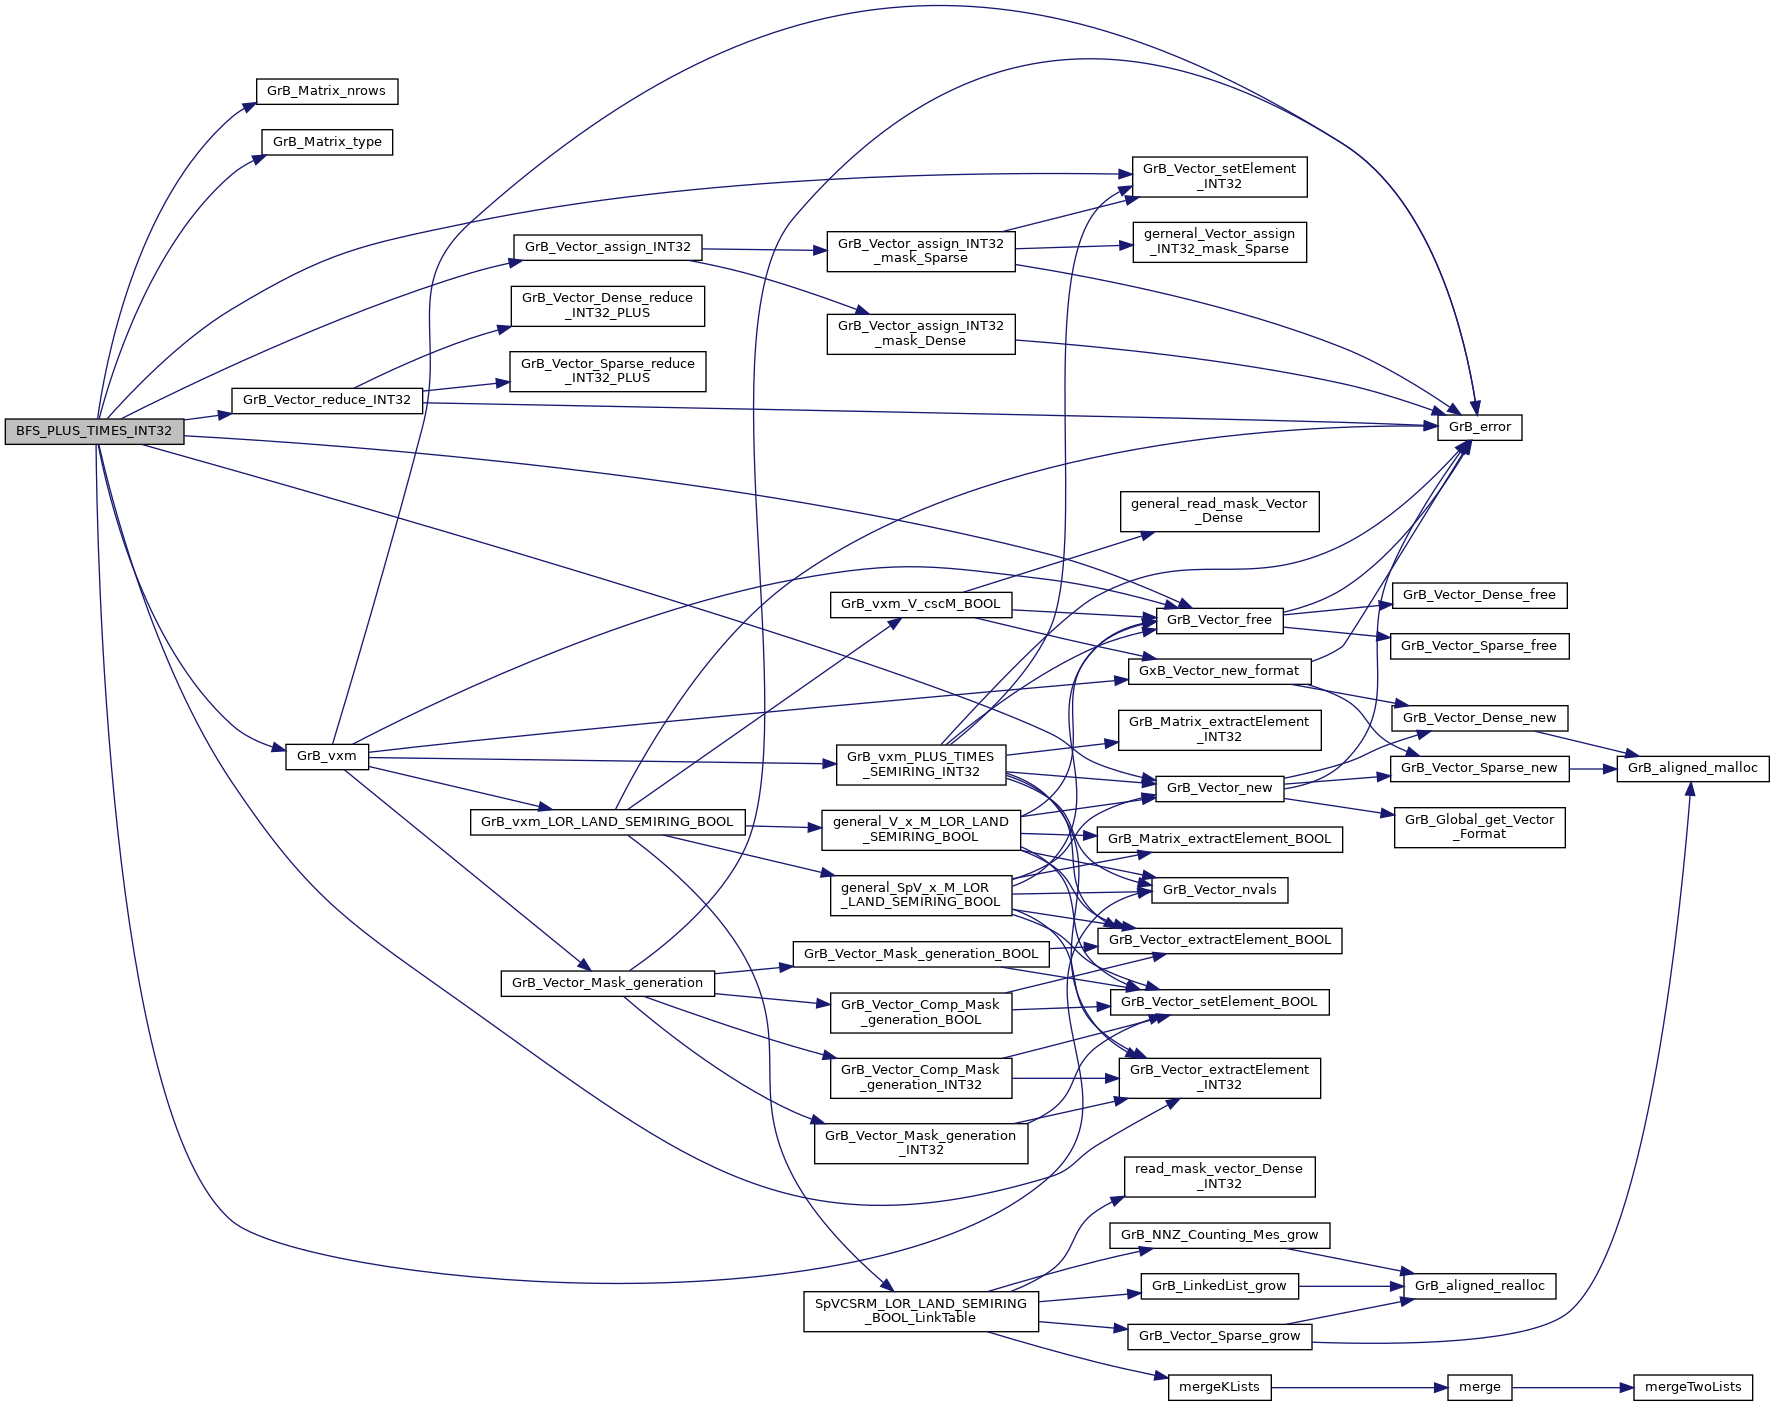 BFS_PLUS_TIMES_INT32
GrB_Matrix_nrows
GrB_Matrix_type
GrB_Vector_reduce_INT32
GrB_vxm
GrB_Vector_assign_INT32
GrB_Vector_Dense_reduce
_INT32_PLUS
GrB_Vector_Sparse_reduce
_INT32_PLUS
GrB_vxm_LOR_LAND_SEMIRING_BOOL
GrB_Vector_Mask_generation
GrB_Vector_assign_INT32
_mask_Sparse
GrB_Vector_assign_INT32
_mask_Dense
GrB_vxm_V_cscM_BOOL
GrB_vxm_PLUS_TIMES
_SEMIRING_INT32
general_V_x_M_LOR_LAND
_SEMIRING_BOOL
general_SpV_x_M_LOR
_LAND_SEMIRING_BOOL
GrB_Vector_Mask_generation_BOOL
GrB_Vector_Comp_Mask
_generation_BOOL
GrB_Vector_Comp_Mask
_generation_INT32
GrB_Vector_Mask_generation
_INT32
SpVCSRM_LOR_LAND_SEMIRING
_BOOL_LinkTable
GrB_Vector_setElement
_INT32
gerneral_Vector_assign
_INT32_mask_Sparse
general_read_mask_Vector
_Dense
GrB_Vector_free
GxB_Vector_new_format
GrB_Matrix_extractElement
_INT32
GrB_Vector_new
GrB_Matrix_extractElement_BOOL
GrB_Vector_nvals
GrB_Vector_extractElement_BOOL
GrB_Vector_setElement_BOOL
GrB_Vector_extractElement
_INT32
read_mask_vector_Dense
_INT32
GrB_NNZ_Counting_Mes_grow
GrB_LinkedList_grow
GrB_Vector_Sparse_grow
mergeKLists
GrB_error
GrB_Vector_Dense_free
GrB_Vector_Sparse_free
GrB_Vector_Dense_new
GrB_Vector_Sparse_new
GrB_Global_get_Vector
_Format
GrB_aligned_realloc
merge
GrB_aligned_malloc
mergeTwoLists